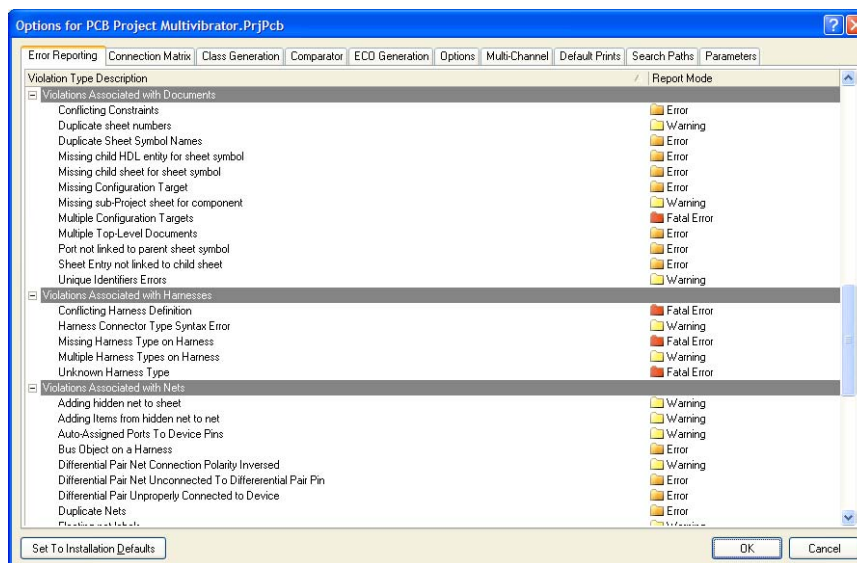 Options for PCB Project Multivibrator.PrjPcb
Error Reporting Connection Matrix Class Generation Comparator ECO Generation Options Multi-Channel Default Prints Search Paths Parameters
Violation Type Description Report Mode
Violations Associated with Documents
Conflicting Constraints Error
Duplicate sheet numbers Warning
Duplicate Sheet Symbol Names Error
Missing child HDL entity for sheet symbol Error
Missing child sheet for sheet symbol Error
Missing Configuration Target Error
Missing sub-Project sheet for component Warning
Multiple Configuration Targets Fatal Error
Multiple Top-Level Documents Error
Port not linked to parent sheet symbol Error
Sheet Entry not linked to child sheet Error
Unique Identifiers Errors Warning
Violations Associated with Harnesses
Conflicting Harness Definition Fatal Error
Harness Connector Type Syntax Error Warning
Missing Harness Type on Harness Fatal Error
Multiple Harness Types on Harness Warning
Unknown Harness Type Fatal Error
Violations Associated with Nets
Adding hidden net to sheet Warning
Adding Items from hidden net to net Warning
Auto-Assigned Ports To Device Pins Warning
Bus Object on a Harness Error
Differential Pair Net Connection Polarity Inversed Warning
Differential Pair Net Unconnected To Differerential Pair Pin Error
Differential Pair Unproperly Connected to Device Error
Duplicate Nets Error
Floating net labels Warning
Set To Installation Defaults OK Cancel